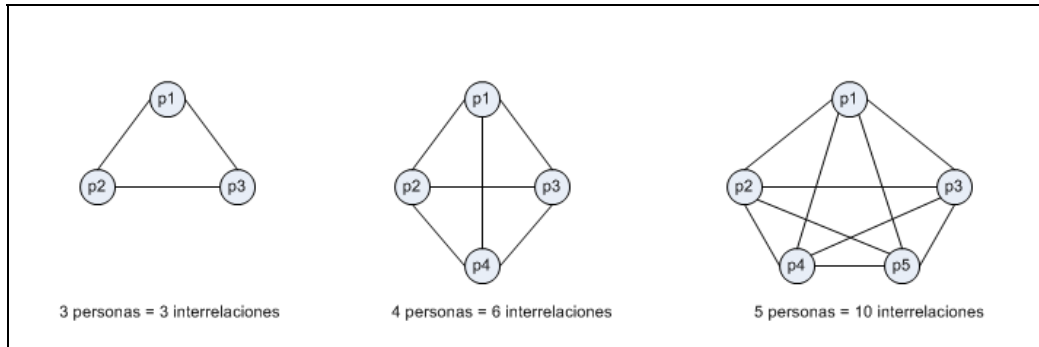 p1
p2
p3
3 personas = 3 interrelaciones
p1
p2
p3
p4
4 personas = 6 interrelaciones
p1
p2
p3
p4
p5
5 personas = 10 interrelaciones